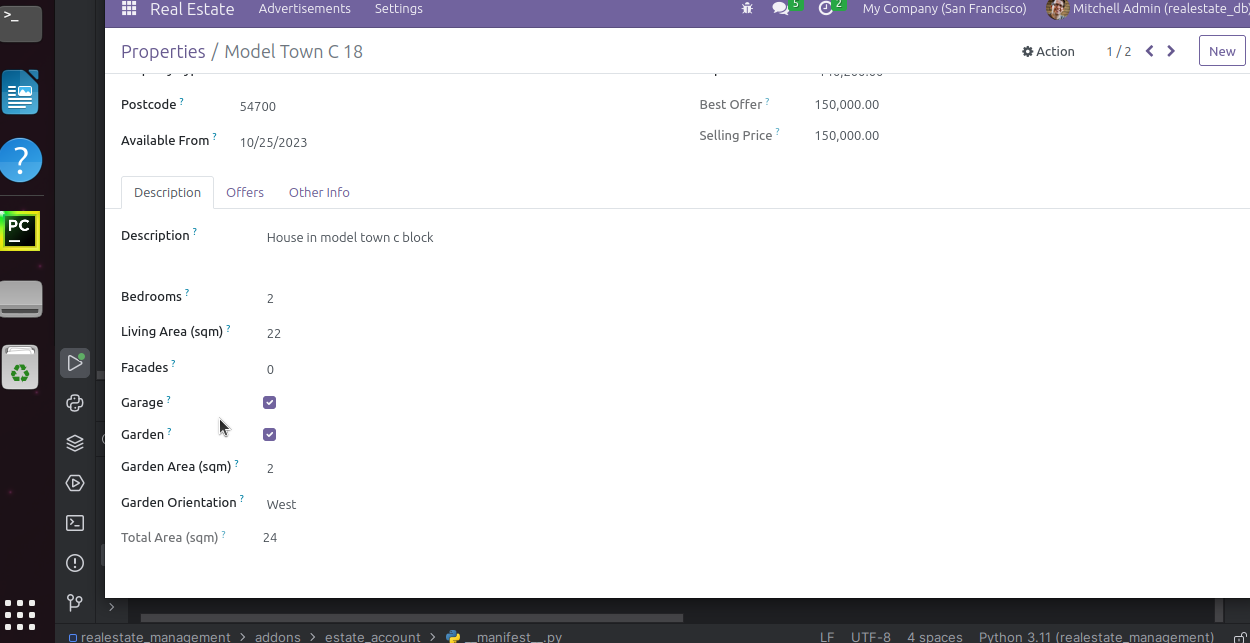 Real Estate Advertisements Settings 5 2 My Company (San Francisco) Mitchell Admin (realestate_db)
Properties / Model Town C 18 Action 1 / 2 New
Postcode ? 54700 Best Offer ? 150,000.00
Available From ? 10/25/2023 Selling Price ? 150,000.00
Description Offers Other Info
Description ? House in model town c block
Bedrooms ? 2
Living Area (sqm) ? 22
Facades ? 0
Garage ?
Garden ?
Garden Area (sqm) ? 2
Garden Orientation ? West
Total Area (sqm) ? 24
PC
realestate_management > addons > estate_account > __manifest__.py LF UTF-8 4 spaces Python 3.11 (realestate_management)